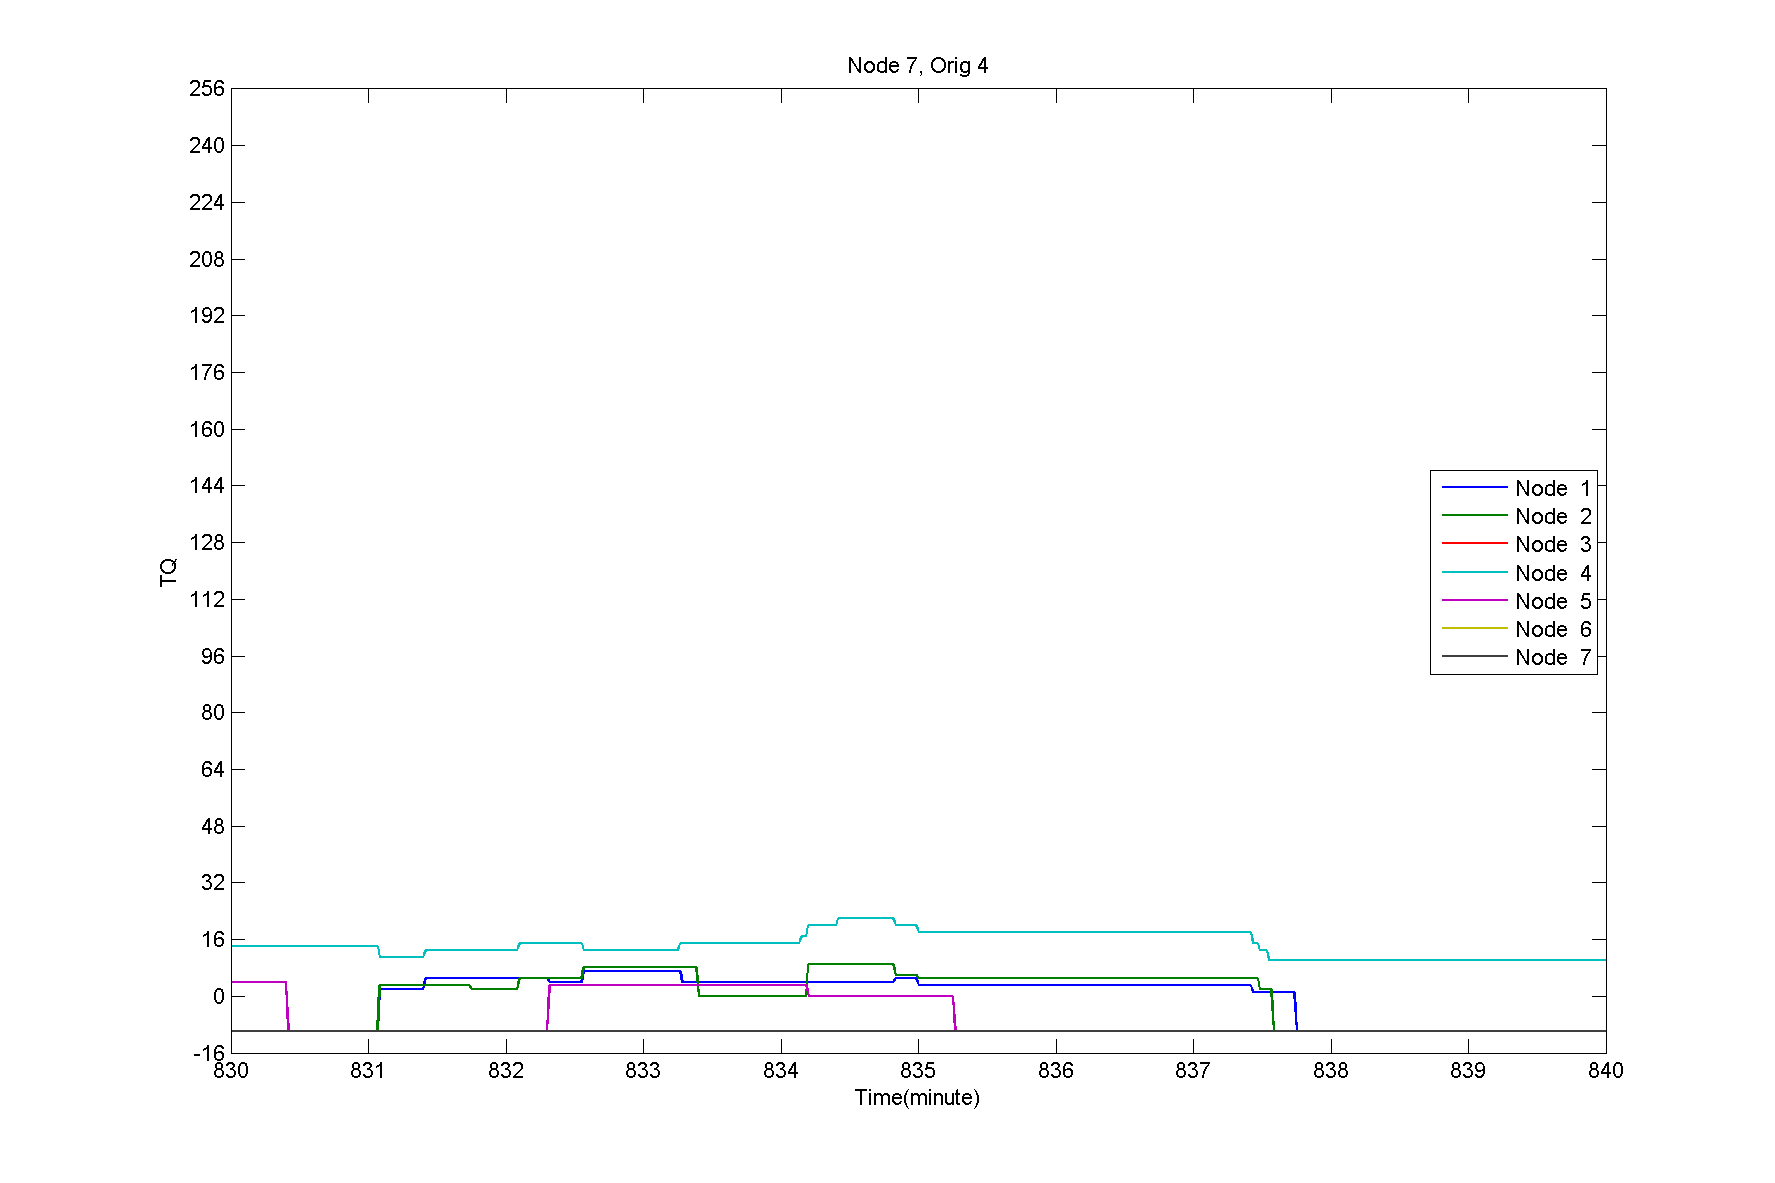 Node 7, Orig 4
256
240
224
208
192
176
160
144
128
112
96
80
64
48
32
16
0
-16
TQ
Node 1
Node 2
Node 3
Node 4
Node 5
Node 6
Node 7
830 831 832 833 834 835 836 837 838 839 840
Time(minute)